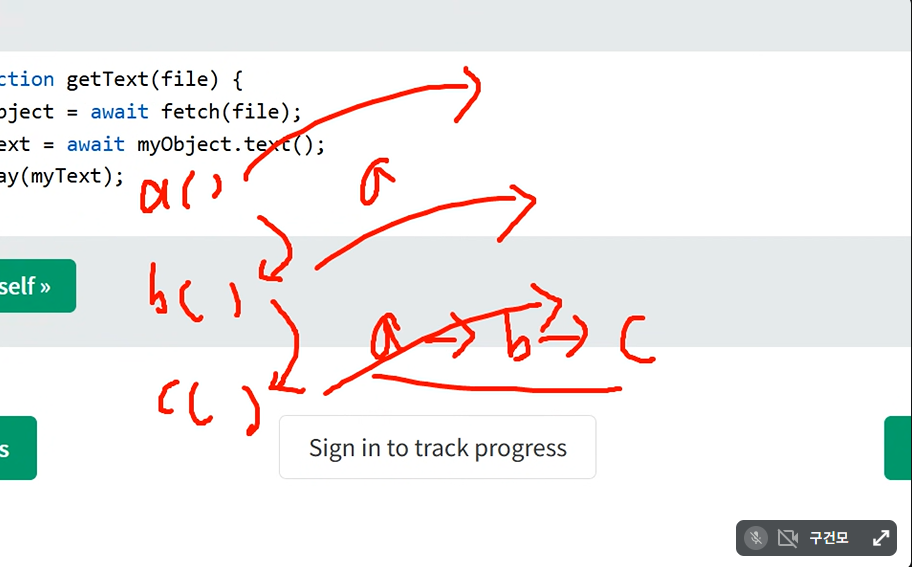 ction getText(file) {
bject = await fetch(file);
ext = await myObject.text();
ay(myText);
a()
b()
a → b → c
c()
self »
s
Sign in to track progress
구건모